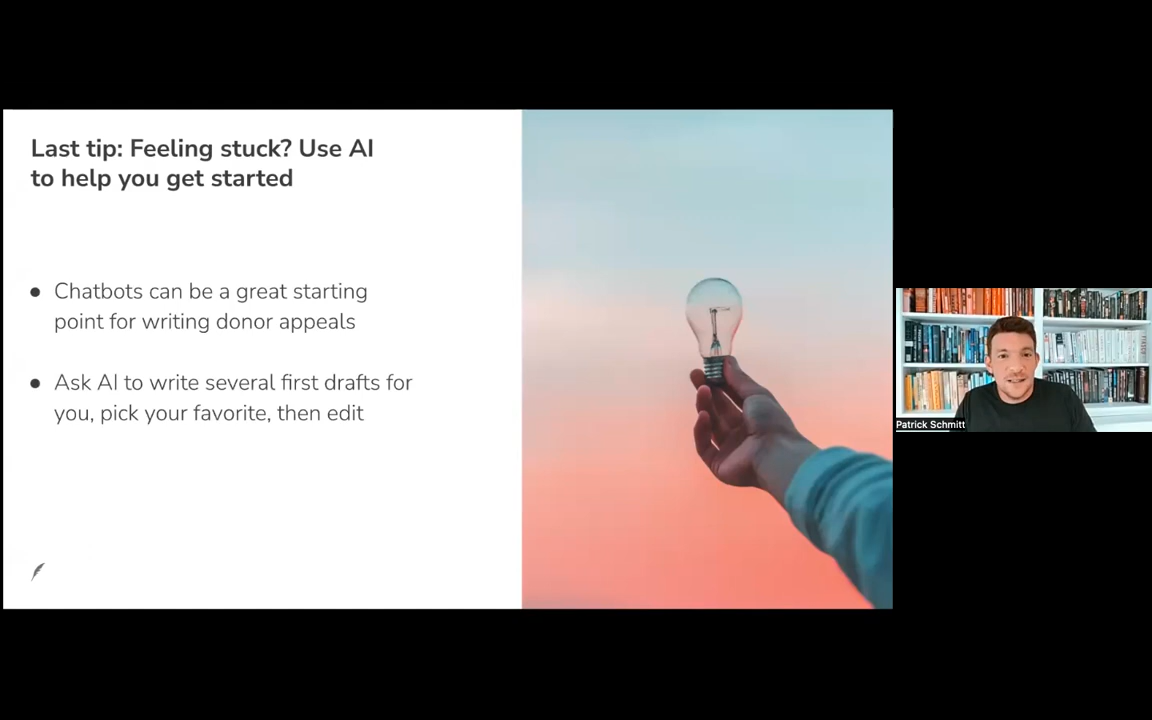 Last tip: Feeling stuck? Use AI
to help you get started
● Chatbots can be a great starting
point for writing donor appeals
● Ask AI to write several first drafts for
you, pick your favorite, then edit
Patrick Schmitt